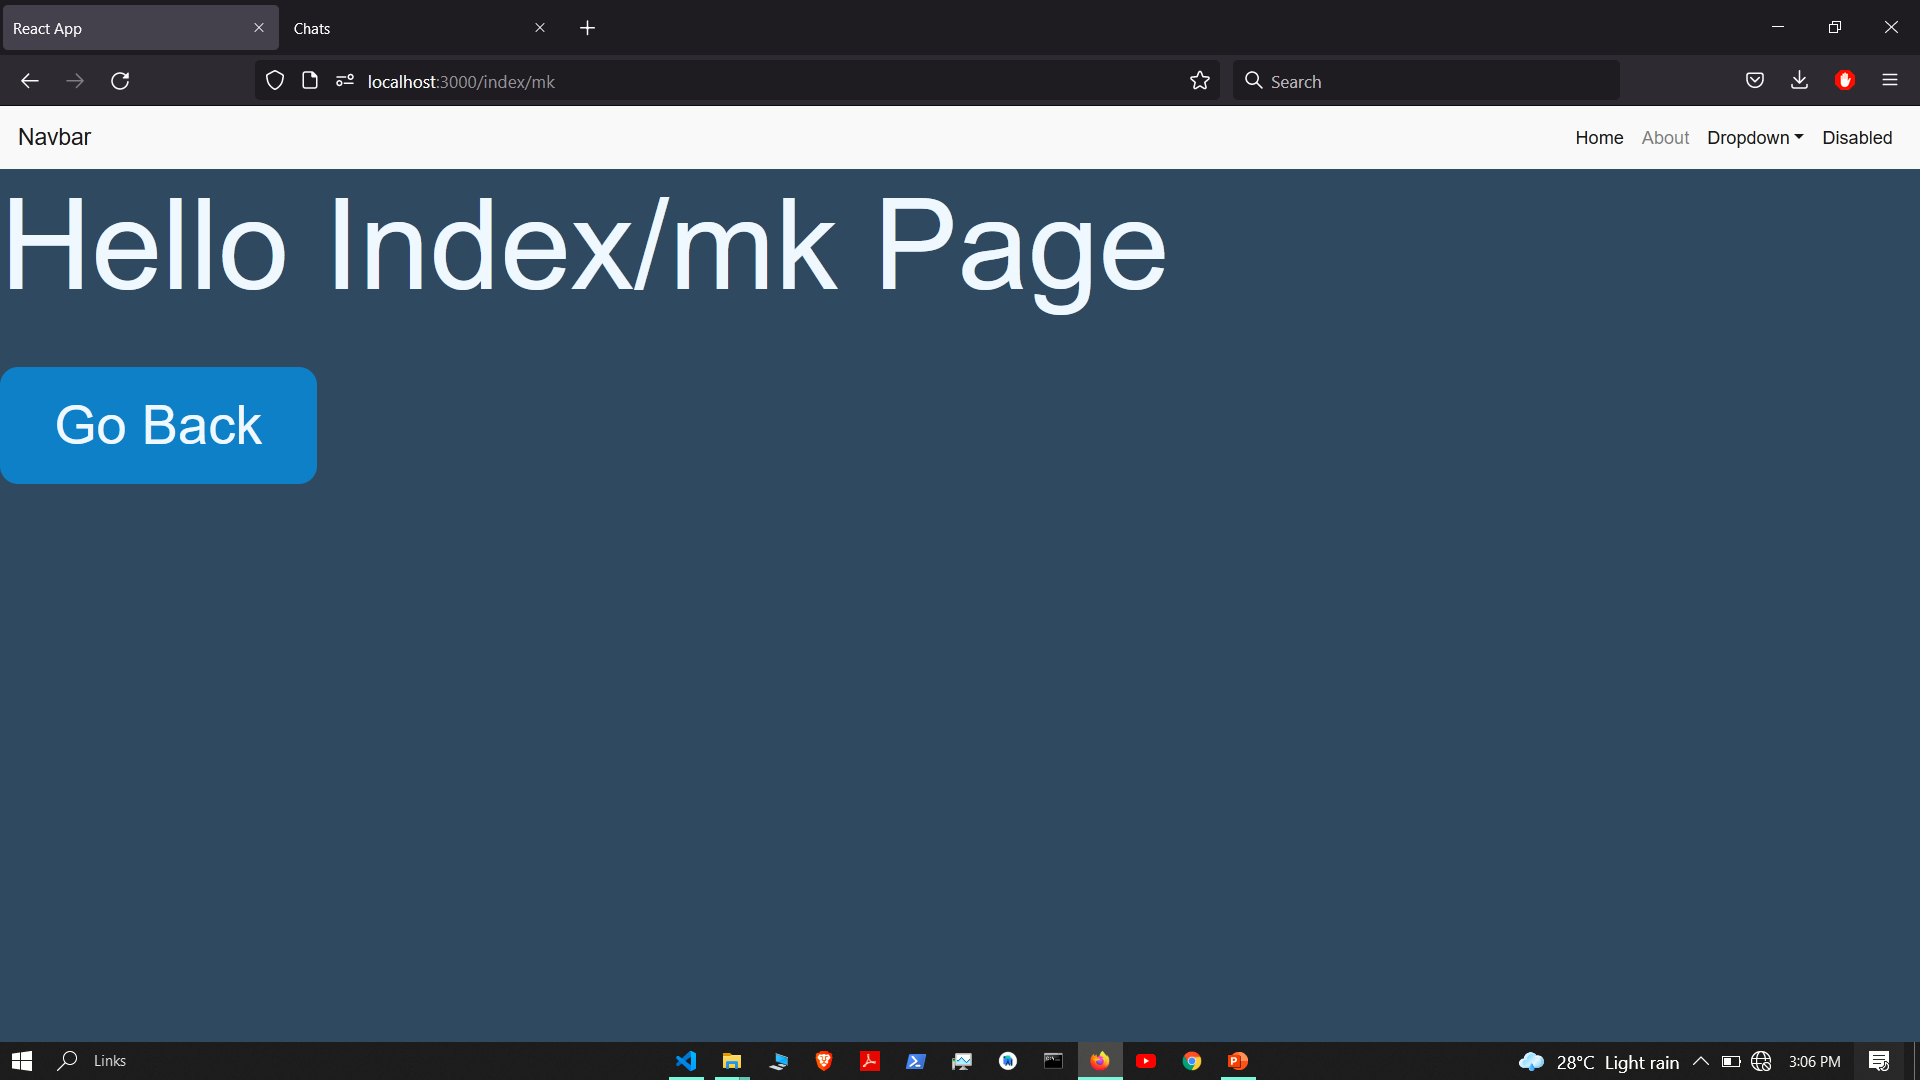 React App
Chats
localhost:3000/index/mk
Search
Navbar
Home About Dropdown Disabled
Hello Index/mk Page
Go Back
Links
28°C Light rain
3:06 PM